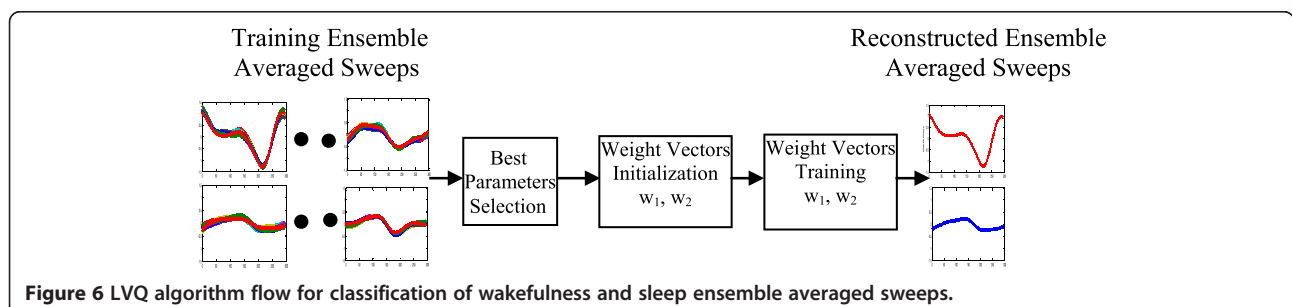 Training Ensemble
Averaged Sweeps
Reconstructed Ensemble
Averaged Sweeps
Best
Parameters
Selection
Weight Vectors
Initialization
w₁, w₂
Weight Vectors
Training
w₁, w₂
Figure 6 LVQ algorithm flow for classification of wakefulness and sleep ensemble averaged sweeps.